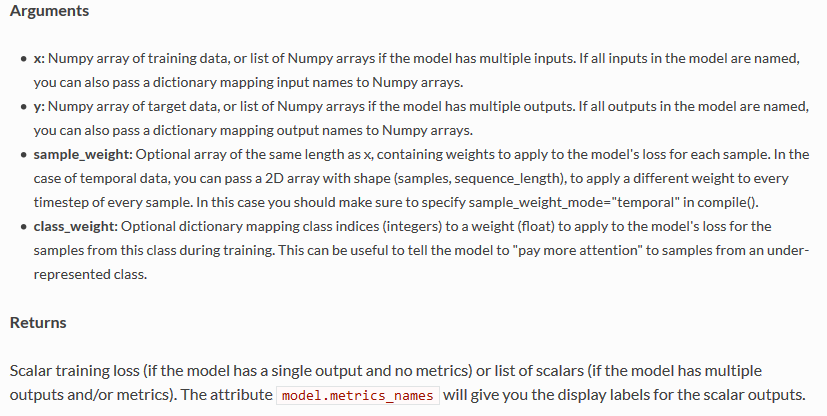 Arguments
• x: Numpy array of training data, or list of Numpy arrays if the model has multiple inputs. If all inputs in the model are named,
you can also pass a dictionary mapping input names to Numpy arrays.
• y: Numpy array of target data, or list of Numpy arrays if the model has multiple outputs. If all outputs in the model are named,
you can also pass a dictionary mapping output names to Numpy arrays.
• sample_weight: Optional array of the same length as x, containing weights to apply to the model's loss for each sample. In the
case of temporal data, you can pass a 2D array with shape (samples, sequence_length), to apply a different weight to every
timestep of every sample. In this case you should make sure to specify sample_weight_mode="temporal" in compile().
• class_weight: Optional dictionary mapping class indices (integers) to a weight (float) to apply to the model's loss for the
samples from this class during training. This can be useful to tell the model to "pay more attention" to samples from an under-
represented class.
Returns
Scalar training loss (if the model has a single output and no metrics) or list of scalars (if the model has multiple
outputs and/or metrics). The attribute model.metrics_names will give you the display labels for the scalar outputs.